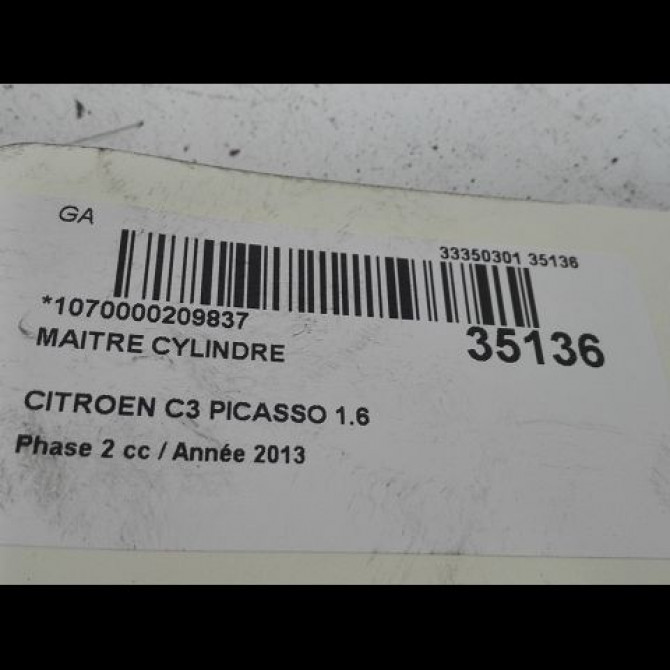 GA
33350301 35136
*1070000209837
35136
MAITRE CYLINDRE
CITROEN C3 PICASSO 1.6
Phase 2 cc / Année 2013